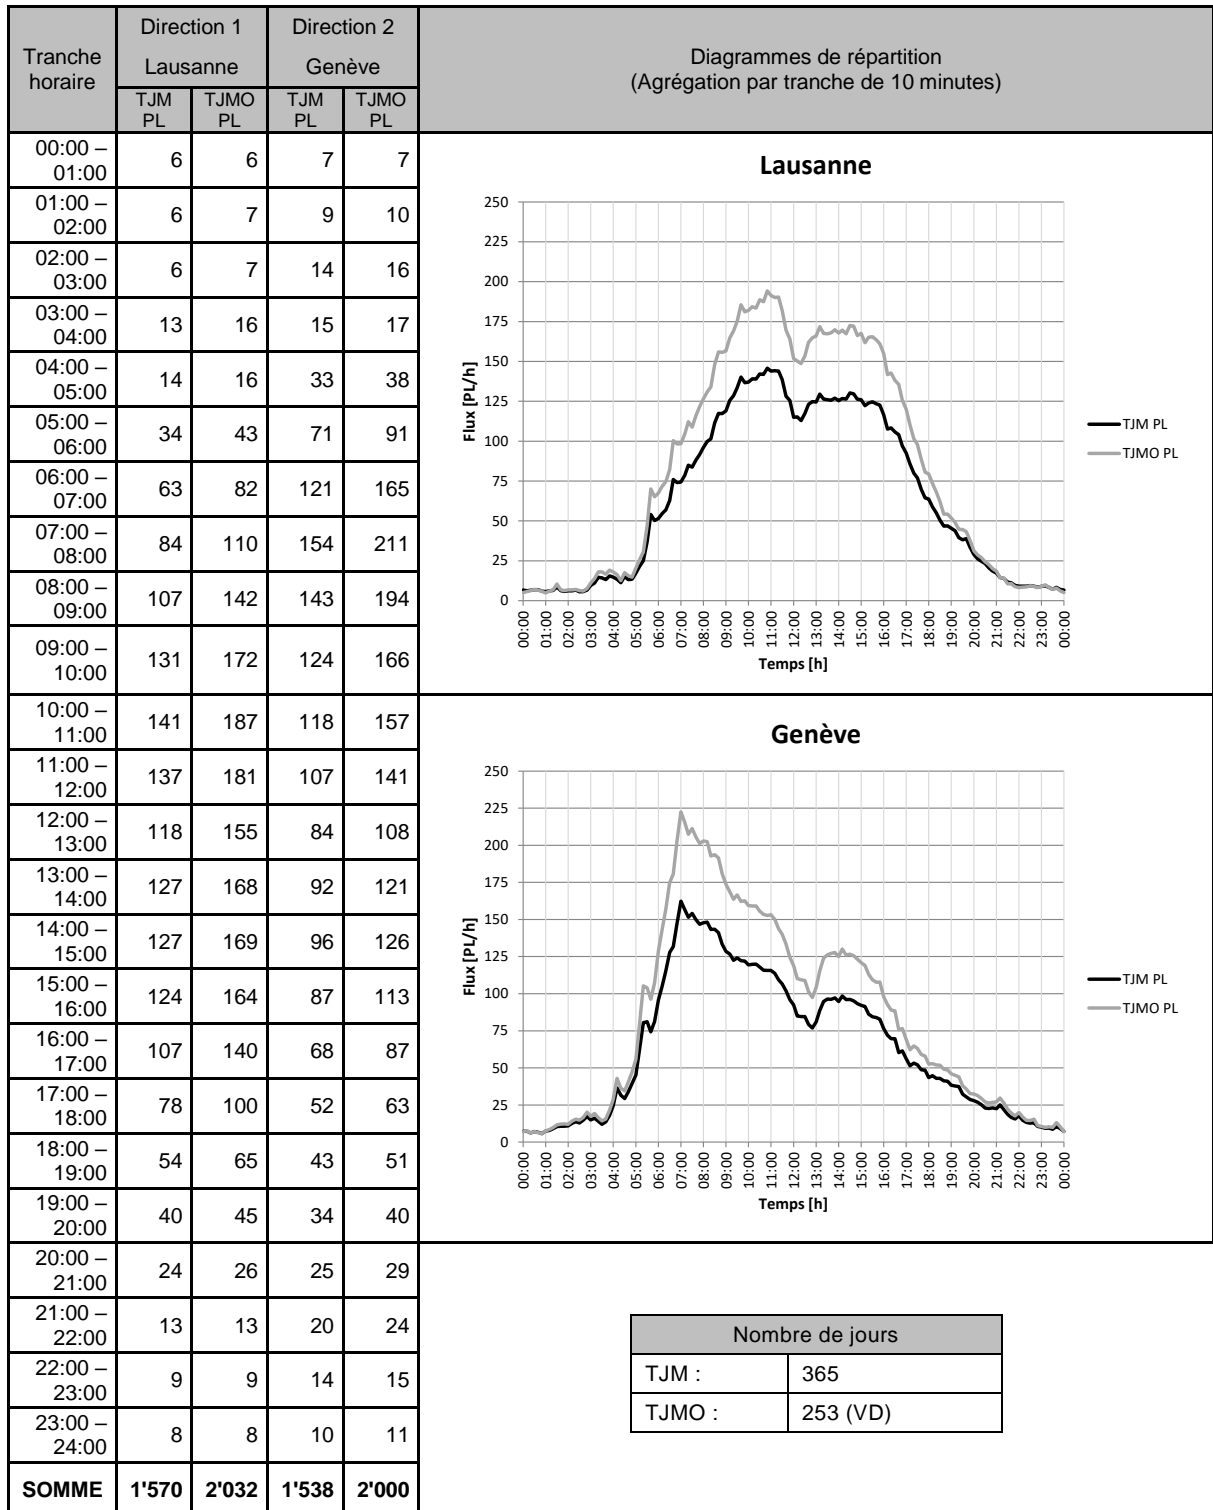 Tranche horaire
Direction 1
Lausanne
Direction 2
Genève
TJM PL
TJMO PL
TJM PL
TJMO PL
Diagrammes de répartition
(Agrégation par tranche de 10 minutes)
00:00 – 01:00 6 6 7 7
01:00 – 02:00 6 7 9 10
02:00 – 03:00 6 7 14 16
03:00 – 04:00 13 16 15 17
04:00 – 05:00 14 16 33 38
05:00 – 06:00 34 43 71 91
06:00 – 07:00 63 82 121 165
07:00 – 08:00 84 110 154 211
08:00 – 09:00 107 142 143 194
09:00 – 10:00 131 172 124 166
10:00 – 11:00 141 187 118 157
11:00 – 12:00 137 181 107 141
12:00 – 13:00 118 155 84 108
13:00 – 14:00 127 168 92 121
14:00 – 15:00 127 169 96 126
15:00 – 16:00 124 164 87 113
16:00 – 17:00 107 140 68 87
17:00 – 18:00 78 100 52 63
18:00 – 19:00 54 65 43 51
19:00 – 20:00 40 45 34 40
20:00 – 21:00 24 26 25 29
21:00 – 22:00 13 13 20 24
22:00 – 23:00 9 9 14 15
23:00 – 24:00 8 8 10 11
SOMME 1'570 2'032 1'538 2'000
Lausanne
Flux [PL/h]
250
225
200
175
150
125
100
75
50
25
0
00:00 01:00 02:00 03:00 04:00 05:00 06:00 07:00 08:00 09:00 10:00 11:00 12:00 13:00 14:00 15:00 16:00 17:00 18:00 19:00 20:00 21:00 22:00 23:00 00:00
Temps [h]
TJM PL
TJMO PL
Genève
Flux [PL/h]
250
225
200
175
150
125
100
75
50
25
0
00:00 01:00 02:00 03:00 04:00 05:00 06:00 07:00 08:00 09:00 10:00 11:00 12:00 13:00 14:00 15:00 16:00 17:00 18:00 19:00 20:00 21:00 22:00 23:00 00:00
Temps [h]
TJM PL
TJMO PL
Nombre de jours
TJM : 365
TJMO : 253 (VD)